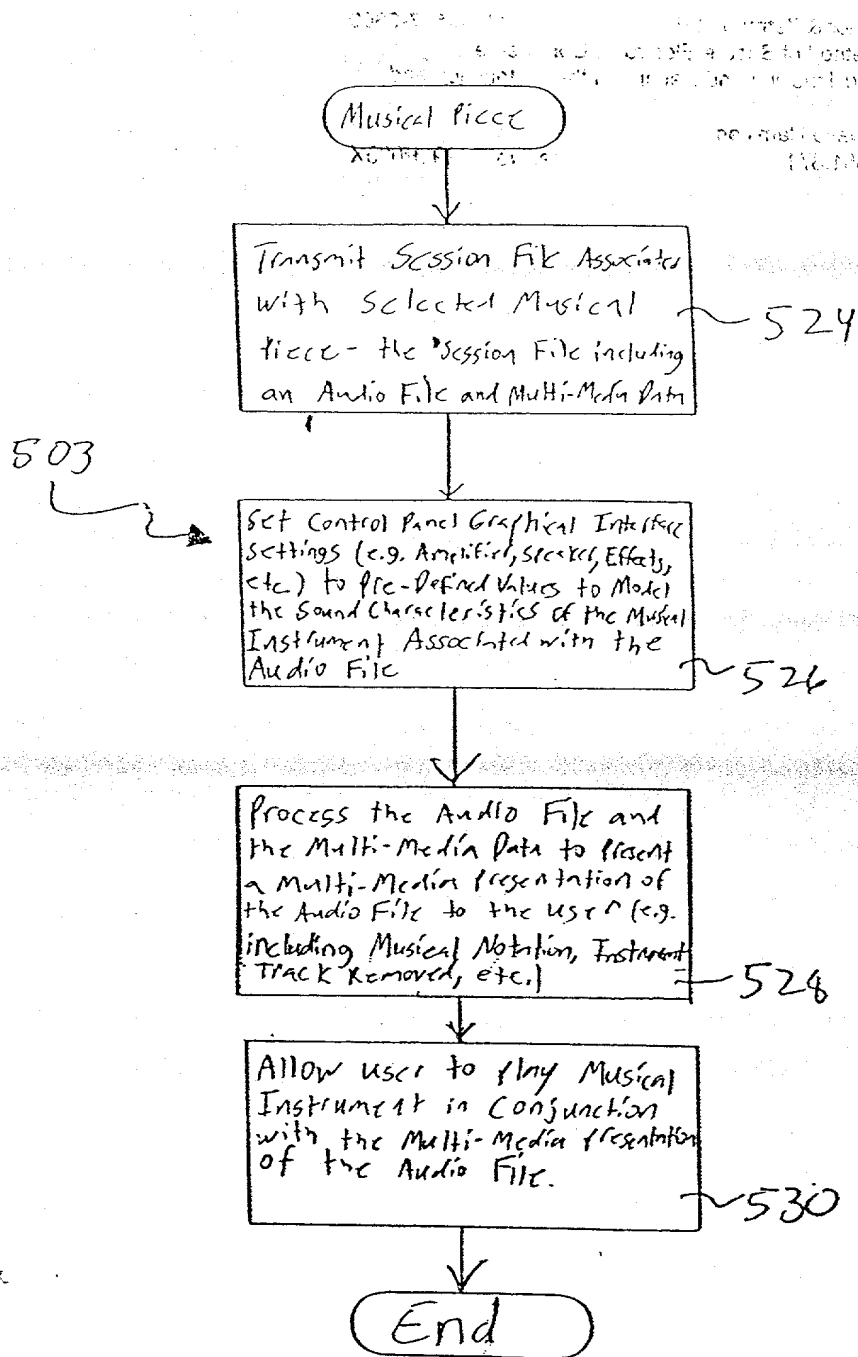 Musical Piece
Transmit Session File Associated
with Selected Musical
Piece - the Session File including
an Audio File and Multi-Media Data
524
503
Set Control Panel Graphical Interface
Settings (e.g. Amplifier, Speaker, Effects,
etc.) to Pre-Defined Values to Model
the Sound Characteristics of the Musical
Instrument Associated with the
Audio File
526
Process the Audio File and
the Multi-Media Data to Present
a Multi-Media Presentation of
the Audio File to the user (e.g.
including Musical Notation, Instrument
Track Removed, etc.)
528
Allow user to play Musical
Instrument in Conjunction
with the Multi-Media presentation
of the Audio File.
530
End